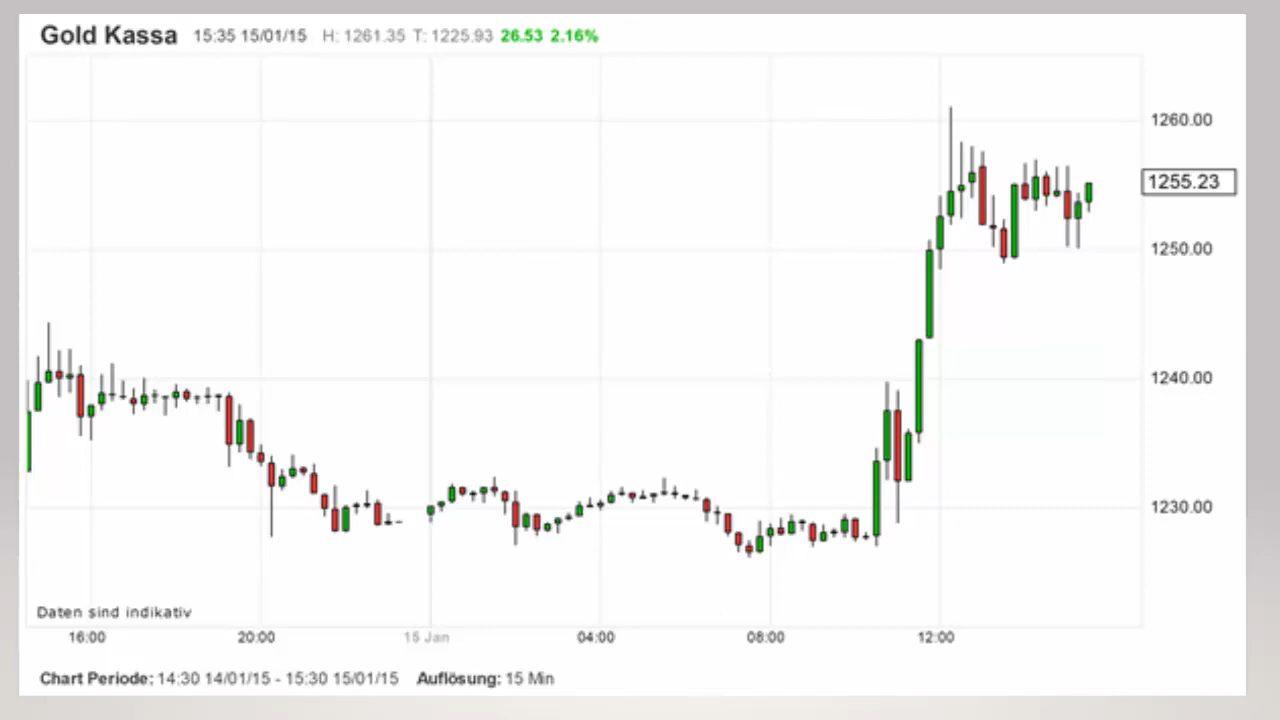 Gold Kassa 15:35 15/01/15 H: 1261.35 T: 1225.93 26.53 2.16%
1260.00
1255.23
1250.00
1240.00
1230.00
Daten sind indikativ
16:00 20:00 15 Jan 04:00 08:00 12:00
Chart Periode: 14:30 14/01/15 - 15:30 15/01/15 Auflösung: 15 Min